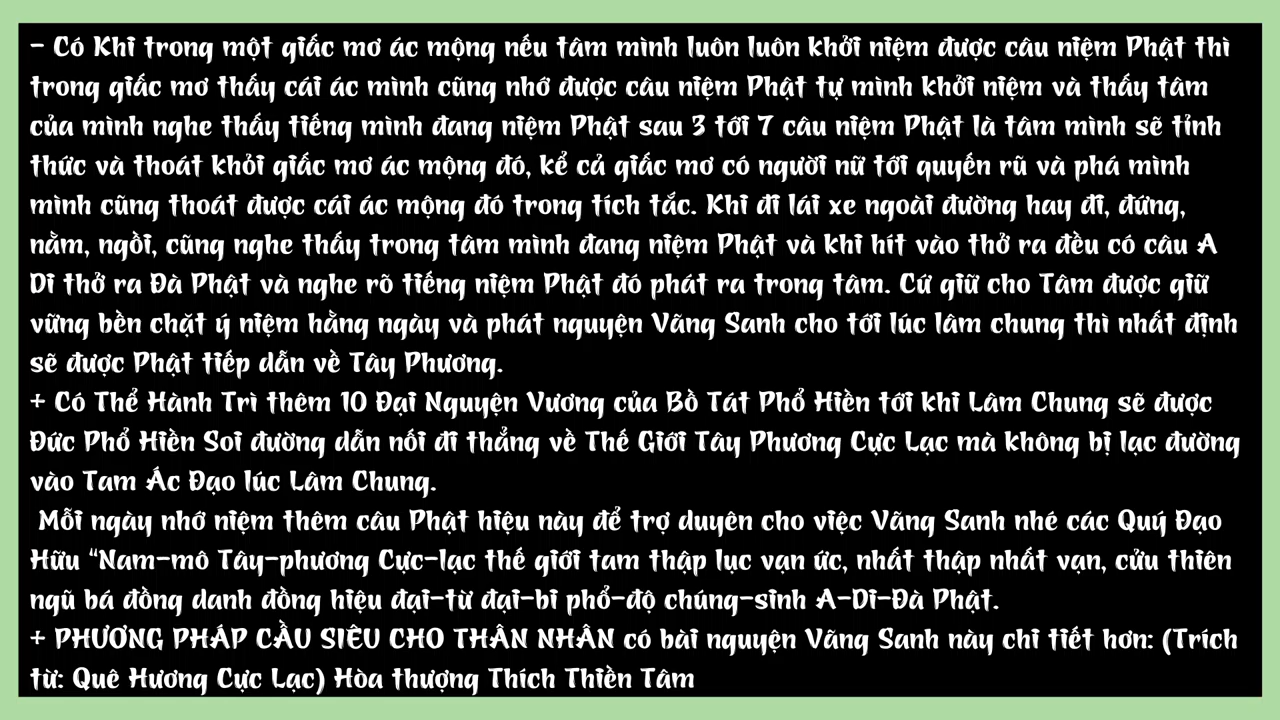 - Có Khi trong một giấc mơ ác mộng nếu tâm mình luôn luôn khởi niệm được câu niệm Phật thì
trong giấc mơ thấy cái ác mình cũng nhớ được câu niệm Phật tự mình khởi niệm và thấy tâm
của mình nghe thấy tiếng mình đang niệm Phật sau 3 tới 7 câu niệm Phật là tâm mình sẽ tỉnh
thức và thoát khỏi giấc mơ ác mộng đó, kể cả giấc mơ có người nữ tới quyến rũ và phá mình
mình cũng thoát được cái ác mộng đó trong tích tắc. Khi đi lái xe ngoài đường hay đi, đứng,
nằm, ngồi, cũng nghe thấy trong tâm mình đang niệm Phật và khi hít vào thở ra đều có câu A
Di thở ra Đà Phật và nghe rõ tiếng niệm Phật đó phát ra trong tâm. Cứ giữ cho Tâm được giữ
vững bền chặt ý niệm hằng ngày và phát nguyện Vãng Sanh cho tới lúc lâm chung thì nhất định
sẽ được Phật tiếp dẫn về Tây Phương.
+ Có Thể Hành Trì thêm 10 Đại Nguyện Vương của Bồ Tát Phổ Hiền tới khi Lâm Chung sẽ được
Đức Phổ Hiền Soi đường dẫn nối đi thẳng về Thế Giới Tây Phương Cực Lạc mà không bị lạc đường
vào Tam Ác Đạo lúc Lâm Chung.
Mỗi ngày nhớ niệm thêm câu Phật hiệu này để trợ duyên cho việc Vãng Sanh nhé các Quý Đạo
Hữu "Nam-mô Tây-phương Cực-lạc thế giới tam thập lục vạn ức, nhất thập nhất vạn, cửu thiên
ngũ bá đồng danh đồng hiệu đại-từ đại-bi phổ-độ chúng-sinh A-Di-Đà Phật.
+ PHƯƠNG PHÁP CẦU SIÊU CHO THÂN NHÂN có bài nguyện Vãng Sanh này chi tiết hơn: (Trích
từ: Quê Hương Cực Lạc) Hòa thượng Thích Thiền Tâm